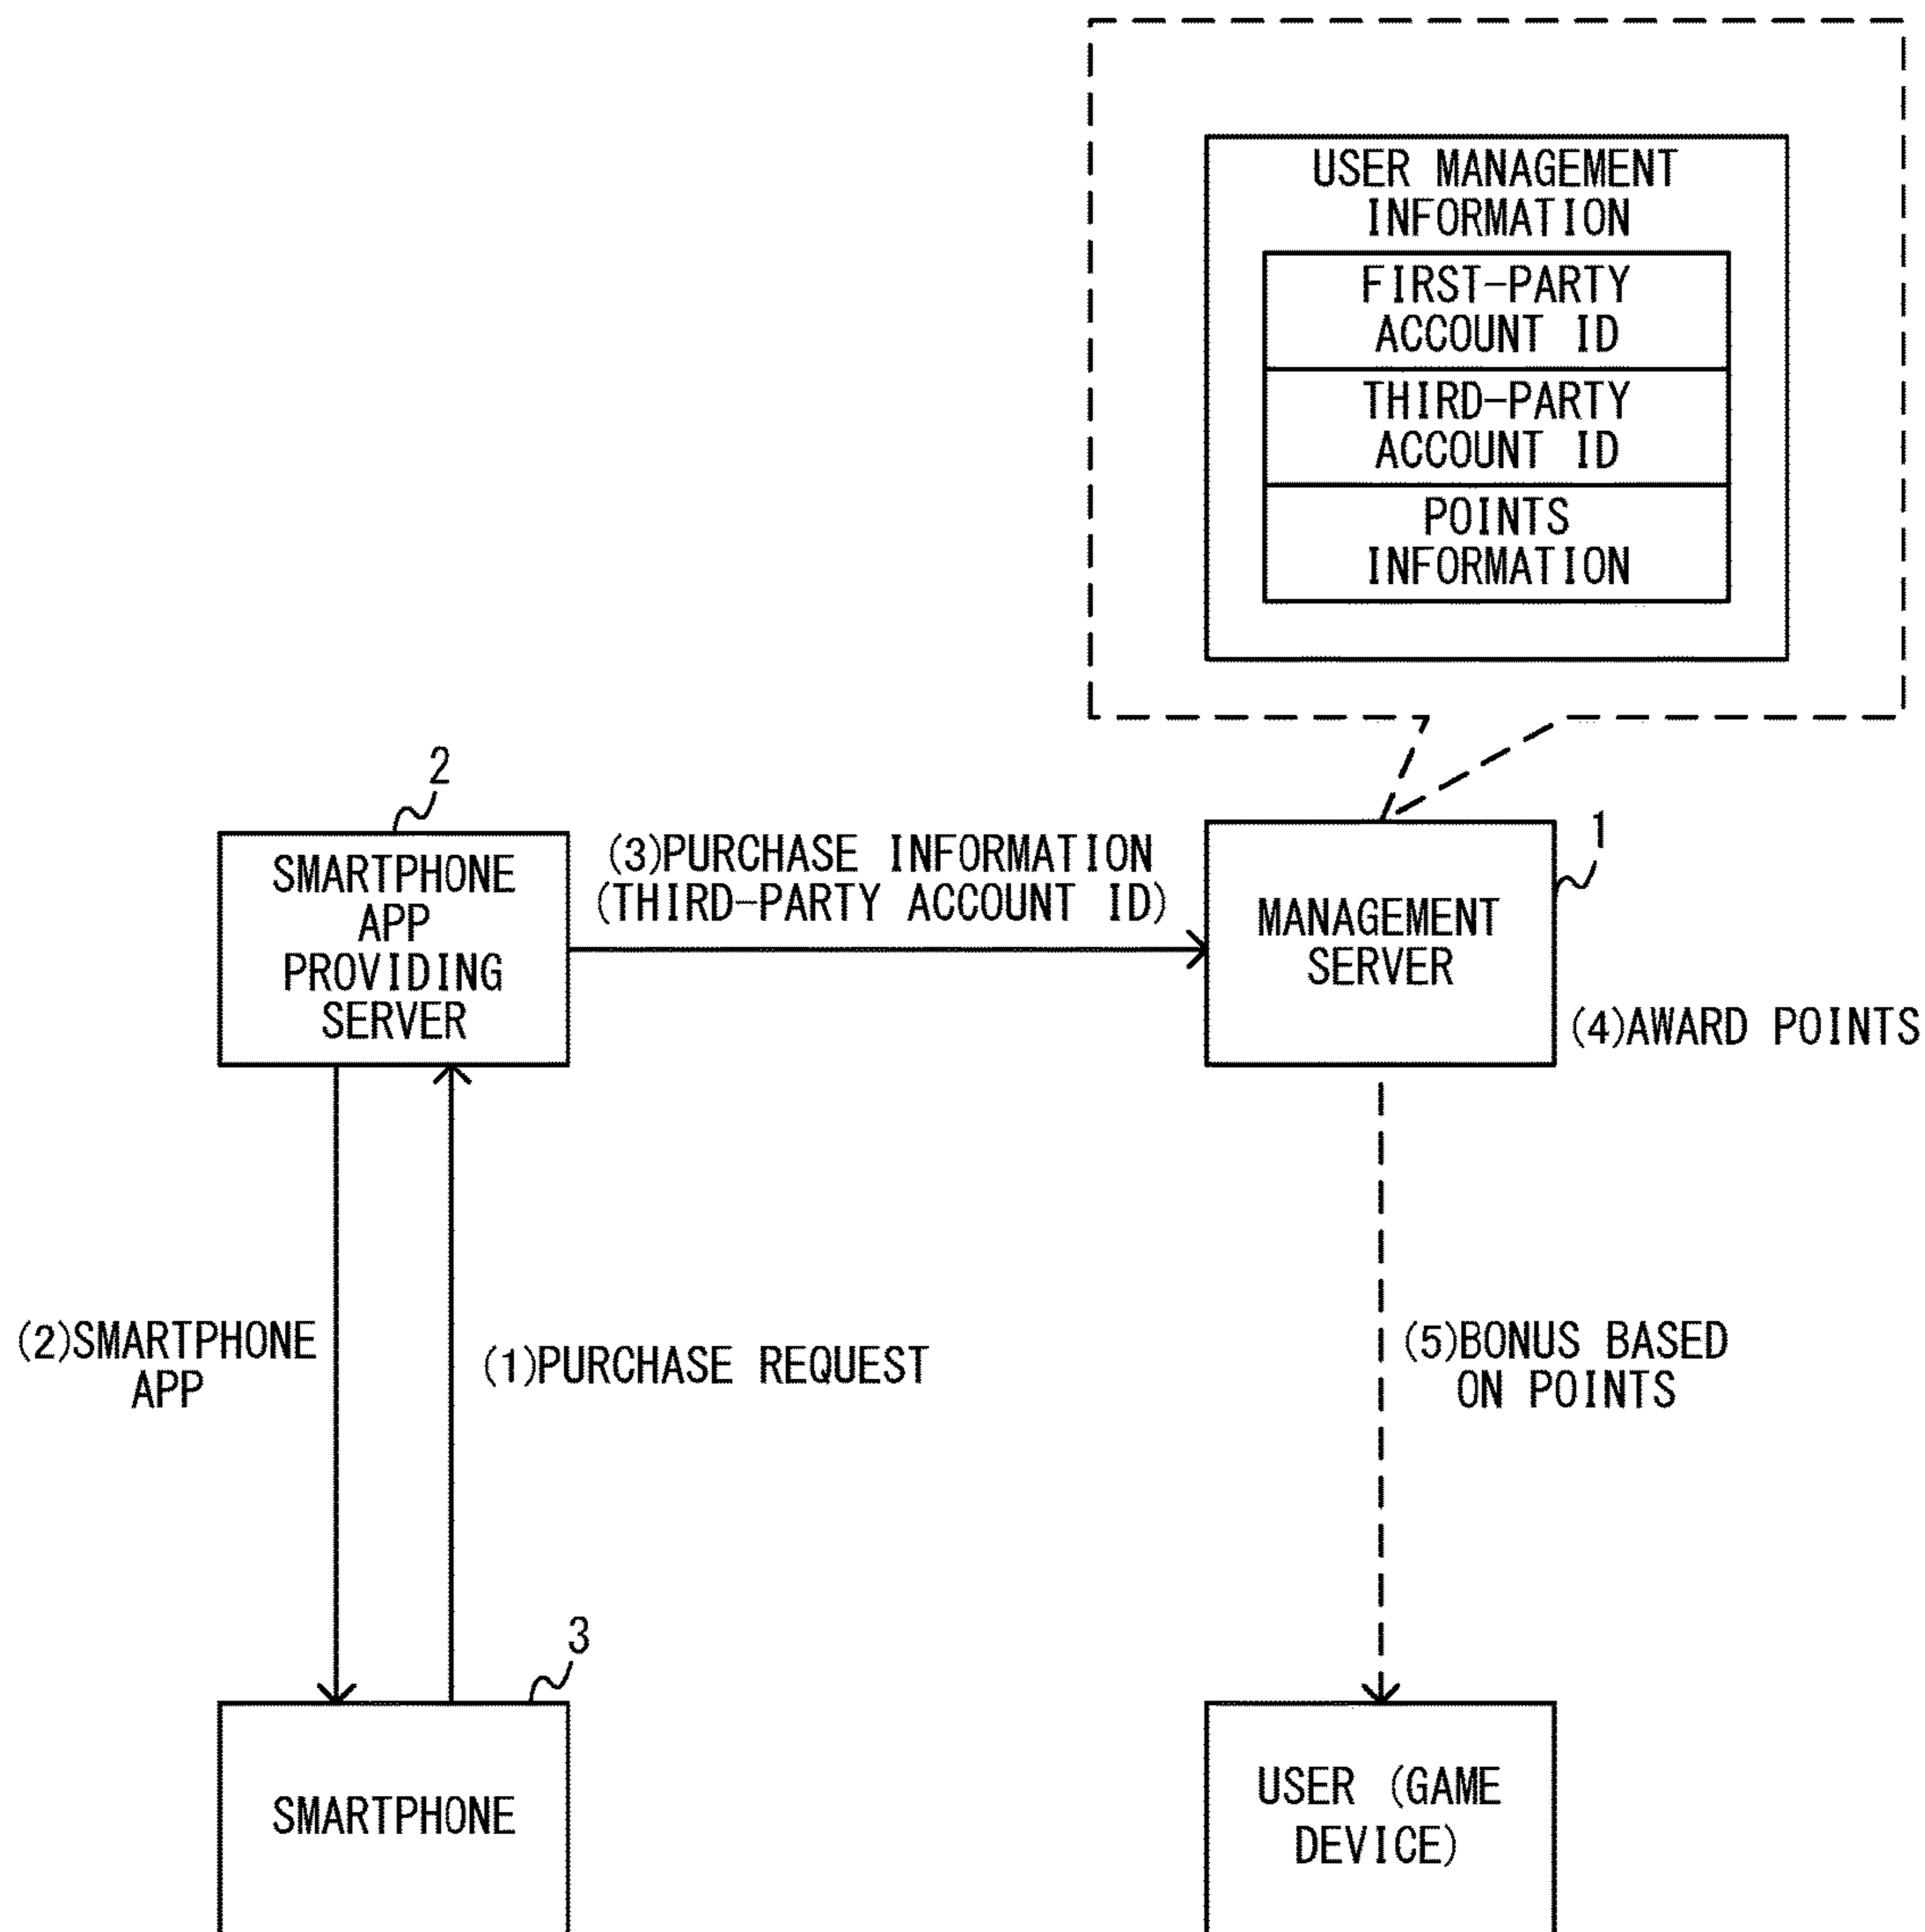 USER MANAGEMENT
INFORMATION
FIRST-PARTY
ACCOUNT ID
THIRD-PARTY
ACCOUNT ID
POINTS
INFORMATION
2
SMARTPHONE
APP
PROVIDING
SERVER
(3)PURCHASE INFORMATION
(THIRD-PARTY ACCOUNT ID)
1
MANAGEMENT
SERVER
(4)AWARD POINTS
(2)SMARTPHONE
APP
(1)PURCHASE REQUEST
(5)BONUS BASED
ON POINTS
3
SMARTPHONE
USER (GAME
DEVICE)